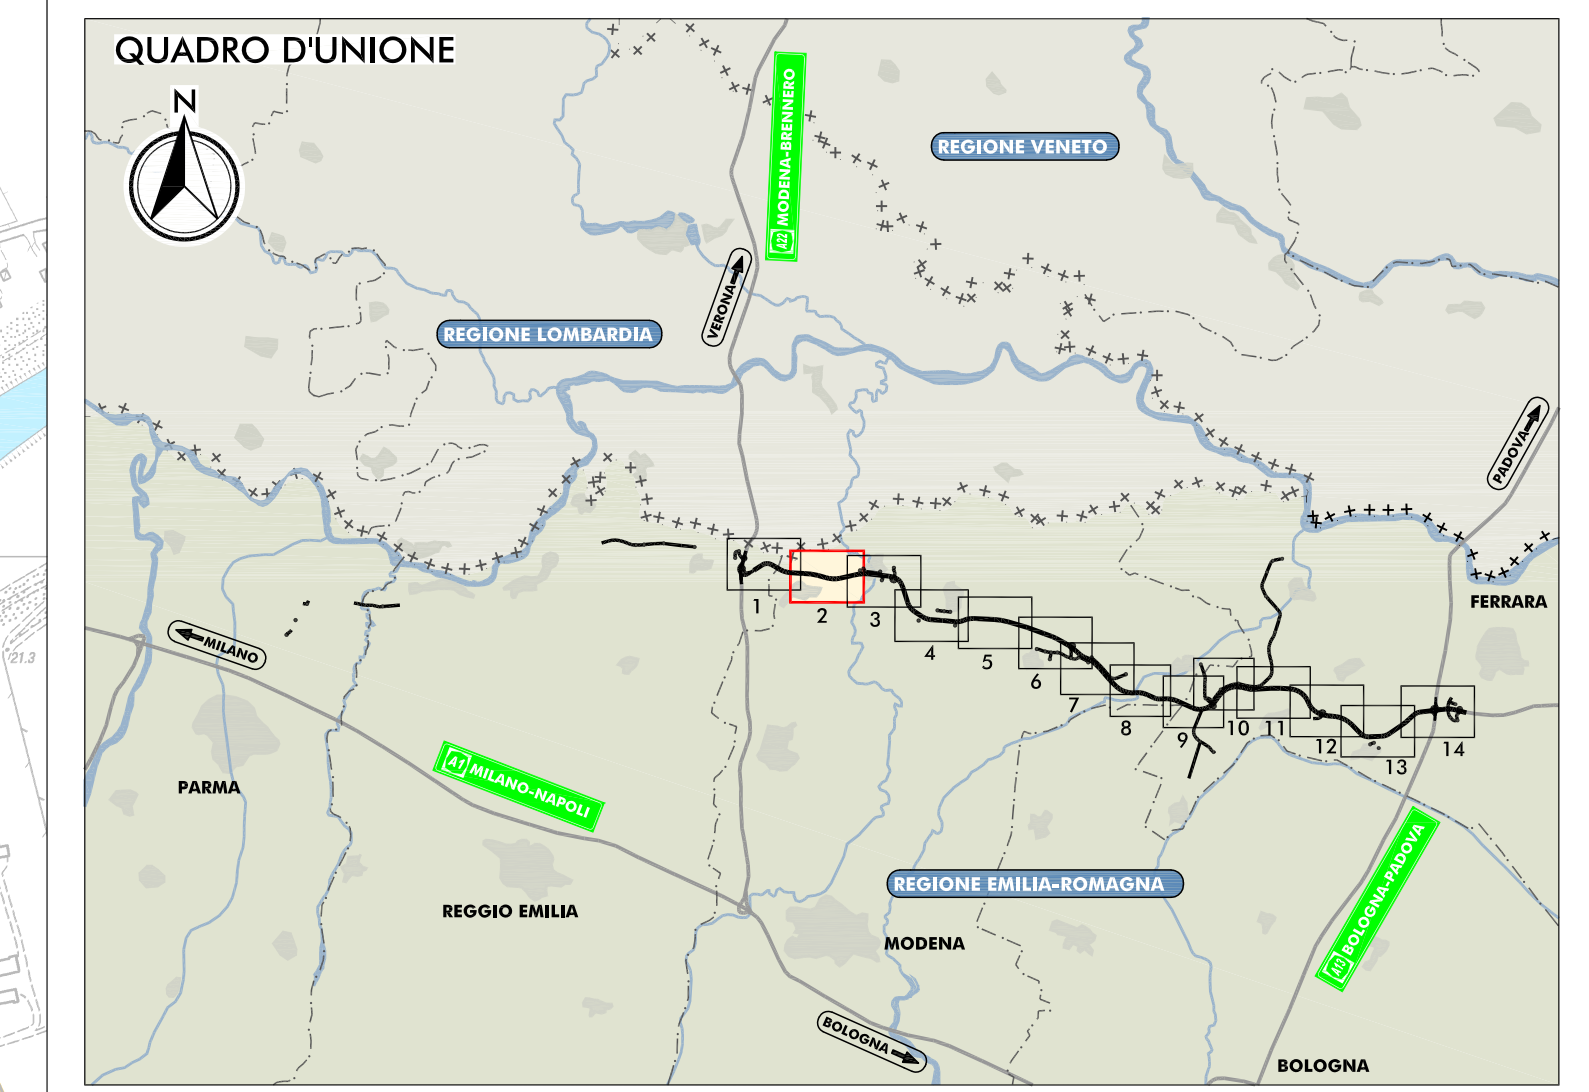 QUADRO D'UNIONE
N
A22 MODENA-BRENNERO
REGIONE VENETO
VERONA
REGIONE LOMBARDIA
PADOVA
FERRARA
1
2
3
4
5
6
7
8
9
10
11
12
13
14
MILANO
21.3
PARMA
A1 MILANO-NAPOLI
REGIONE EMILIA-ROMAGNA
REGGIO EMILIA
MODENA
A13 BOLOGNA-PADOVA
BOLOGNA
BOLOGNA